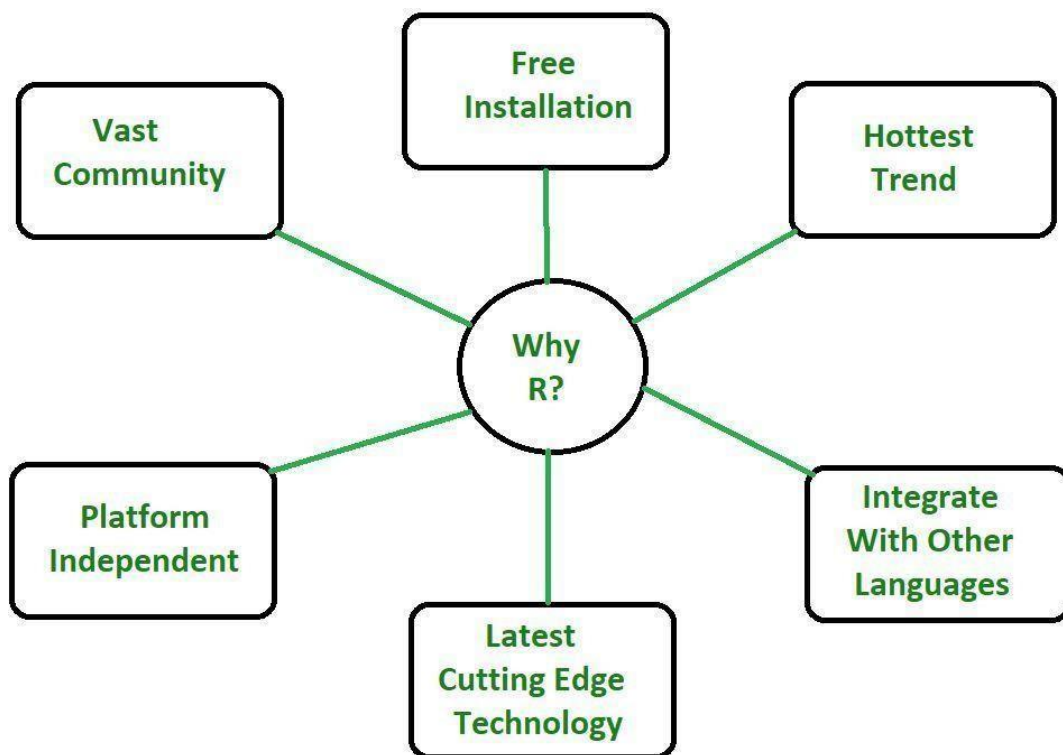 Free
Installation
Vast
Community
Hottest
Trend
Why
R?
Platform
Independent
Integrate
With Other
Languages
Latest
Cutting Edge
Technology